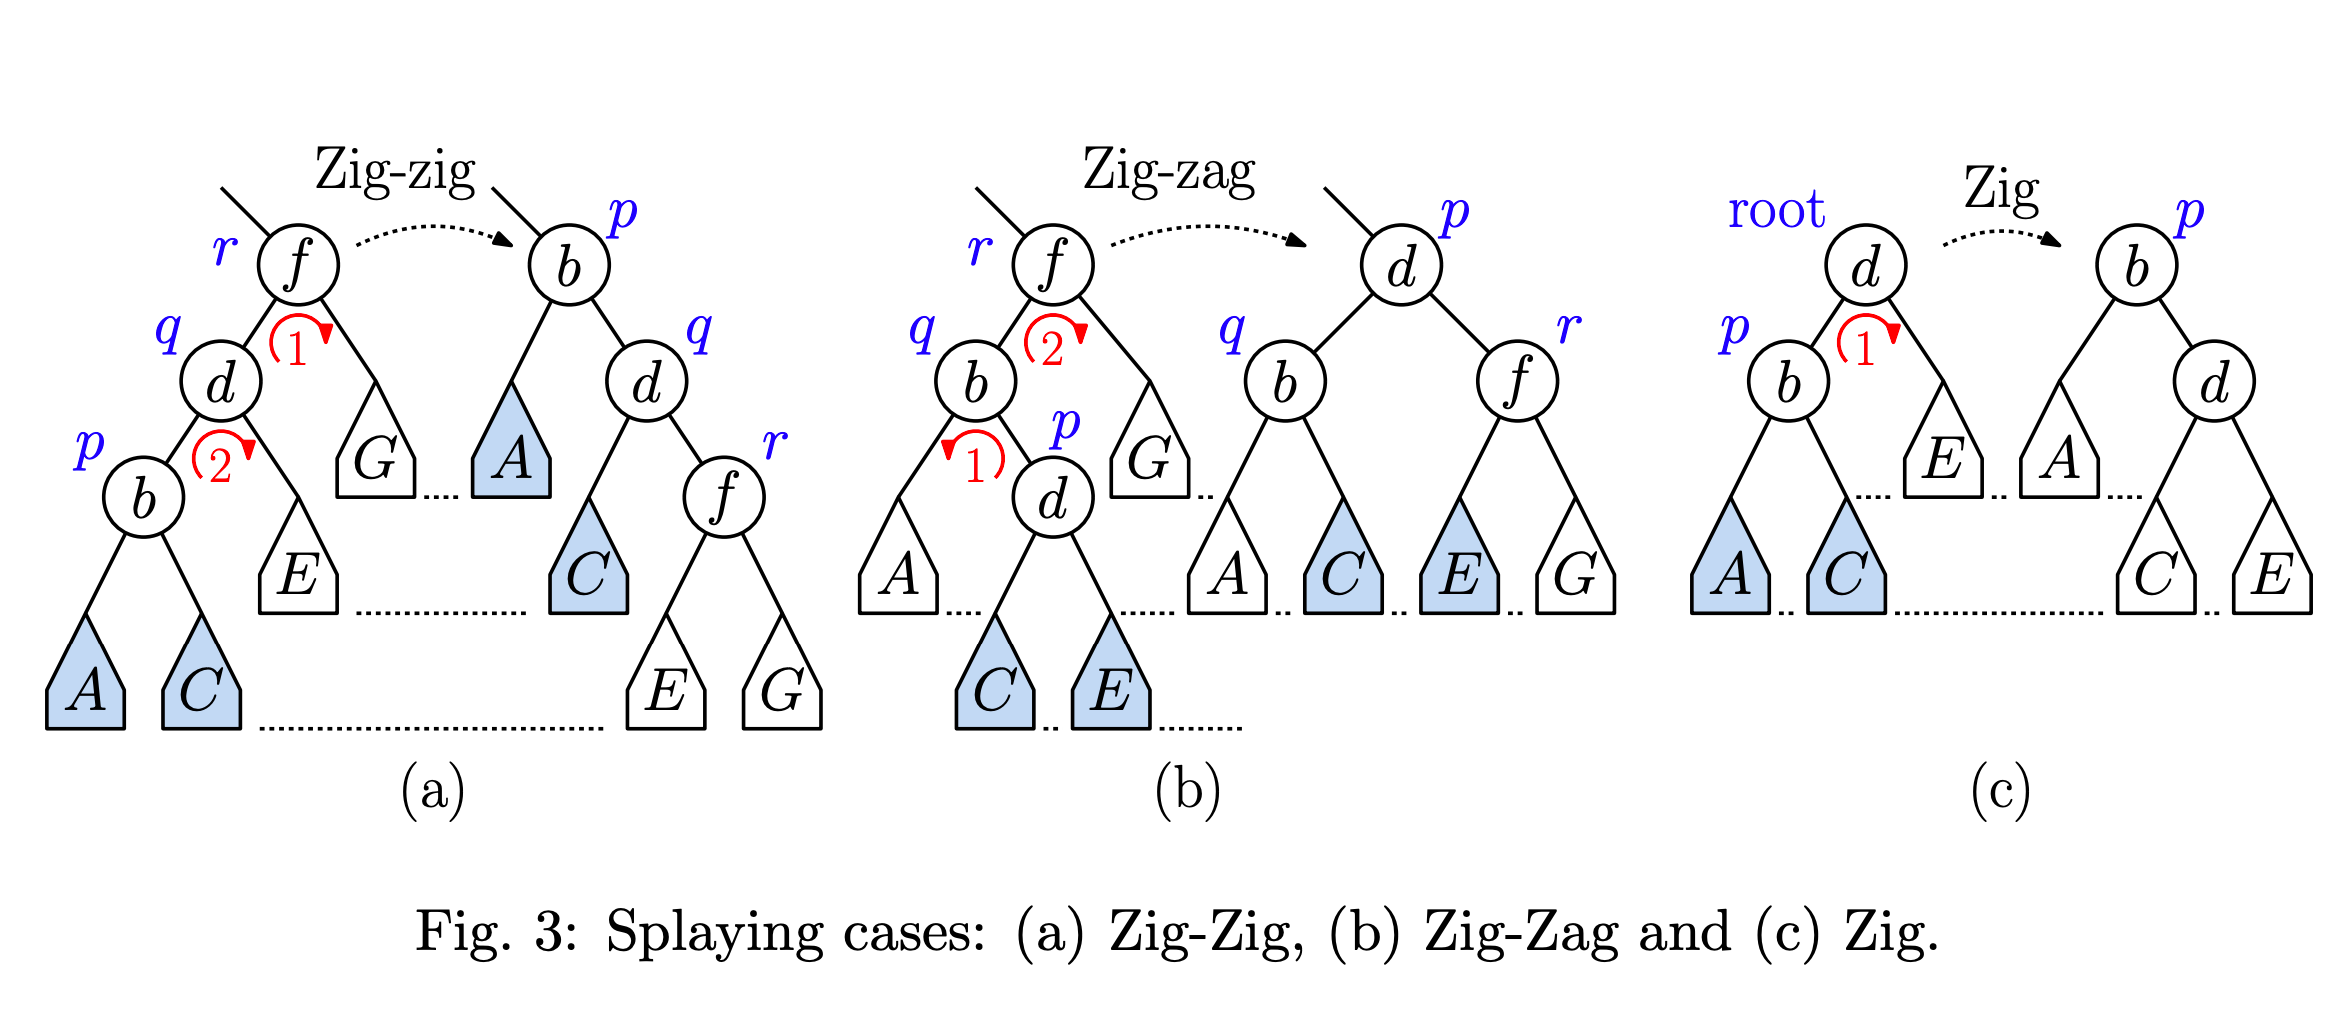 Zig-zig Zig-zag Zig
r f b p r f d p root d b p
q d 1 d q q b 2 q b f r p b 1 d
p b 2 G A f r 1 p d G A C E A
E C A A C E G A C C E
A C E G C E
(a) (b) (c)
Fig. 3: Splaying cases: (a) Zig-Zig, (b) Zig-Zag and (c) Zig.